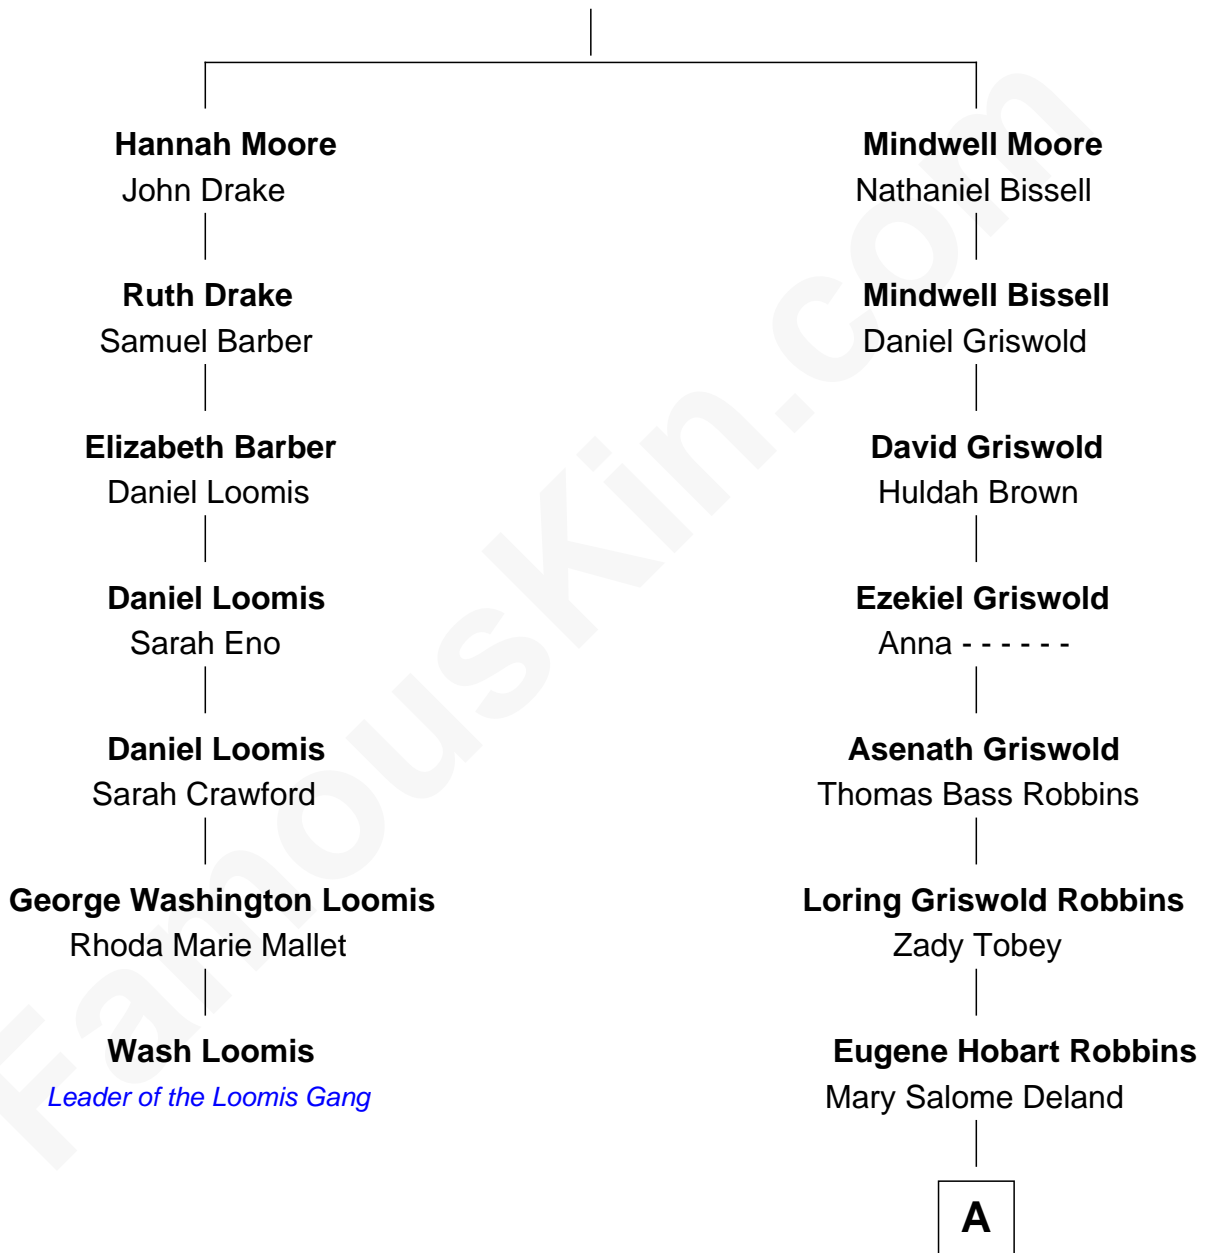 Hannah Moore
John Drake
Ruth Drake
Samuel Barber
Elizabeth Barber
Daniel Loomis
Daniel Loomis
Sarah Eno
Daniel Loomis
Sarah Crawford
George Washington Loomis
Rhoda Marie Mallet
Wash Loomis
Leader of the Loomis Gang
Mindwell Moore
Nathaniel Bissell
Mindwell Bissell
Daniel Griswold
David Griswold
Huldah Brown
Ezekiel Griswold
Anna - - - - - -
Asenath Griswold
Thomas Bass Robbins
Loring Griswold Robbins
Zady Tobey
Eugene Hobart Robbins
Mary Salome Deland
A
FamousKin.com